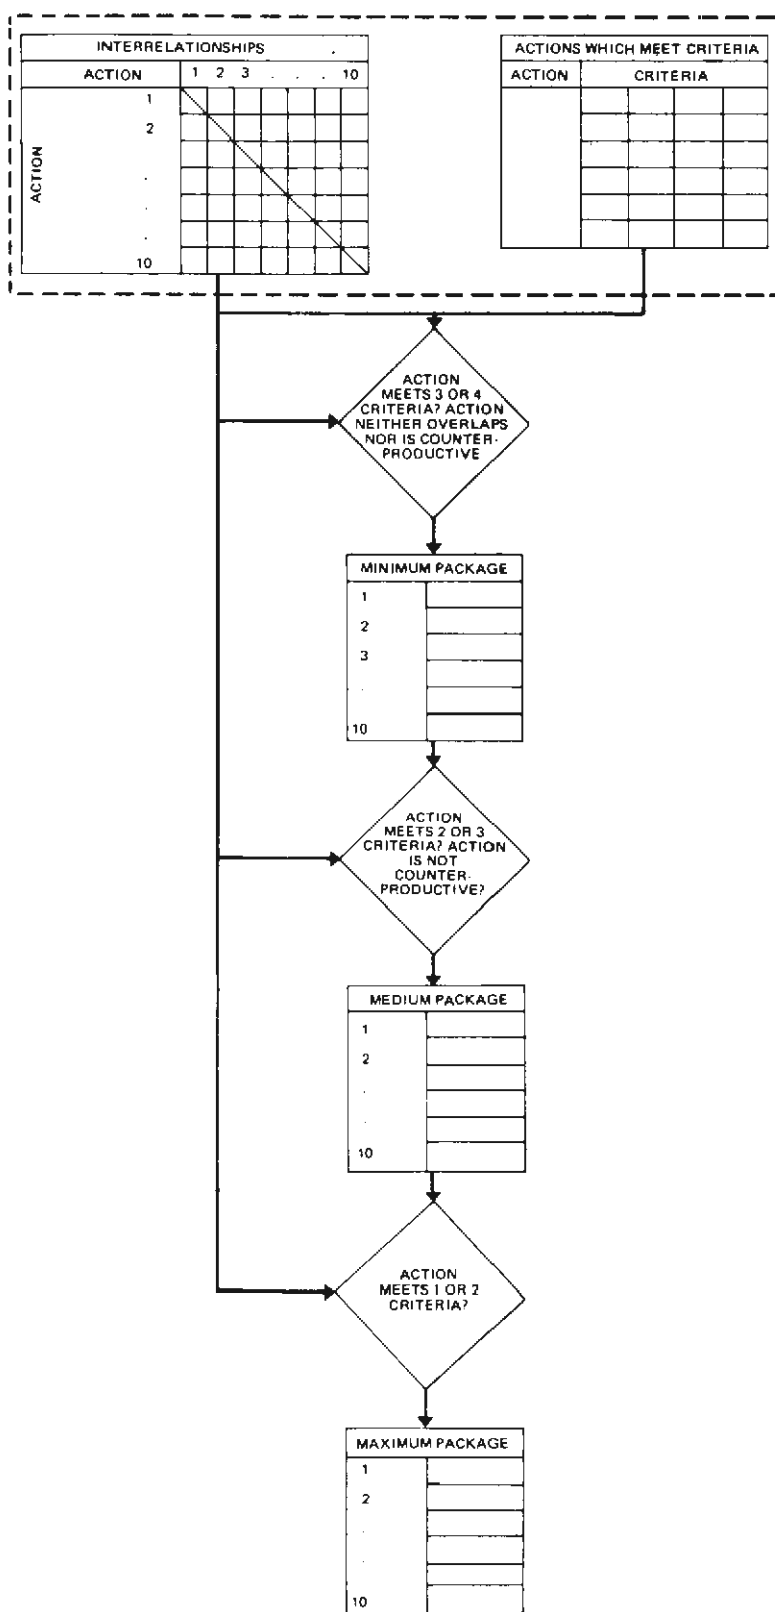 INTERRELATIONSHIPS
ACTION 1 2 3 . . . 10
ACTION
1
2
.
.
.
10
ACTIONS WHICH MEET CRITERIA
ACTION CRITERIA
ACTION
MEETS 3 OR 4
CRITERIA? ACTION
NEITHER OVERLAPS
NOR IS COUNTER-
PRODUCTIVE
MINIMUM PACKAGE
1
2
3
.
.
10
ACTION
MEETS 2 OR 3
CRITERIA? ACTION
IS NOT
COUNTER-
PRODUCTIVE?
MEDIUM PACKAGE
1
2
.
.
.
10
ACTION
MEETS 1 OR 2
CRITERIA?
MAXIMUM PACKAGE
1
2
.
.
.
10